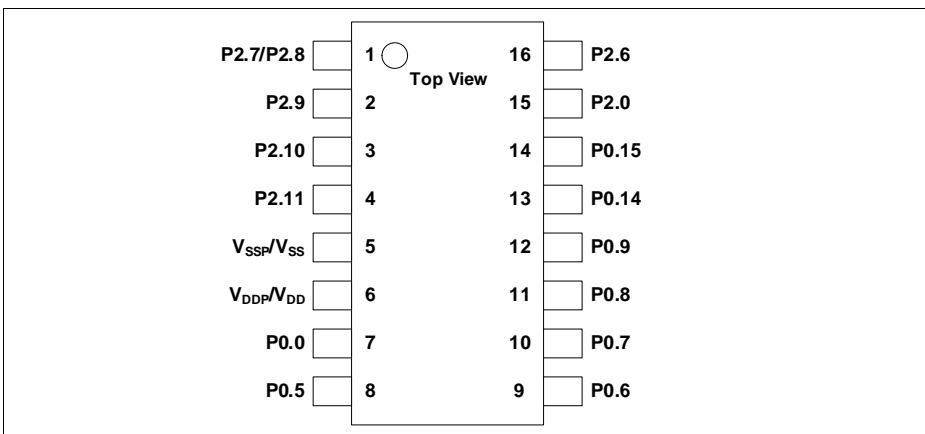 P2.7/P2.8 1 16 P2.6
Top View
P2.9 2 15 P2.0
P2.10 3 14 P0.15
P2.11 4 13 P0.14
VSSP/VSS 5 12 P0.9
VDDP/VDD 6 11 P0.8
P0.0 7 10 P0.7
P0.5 8 9 P0.6